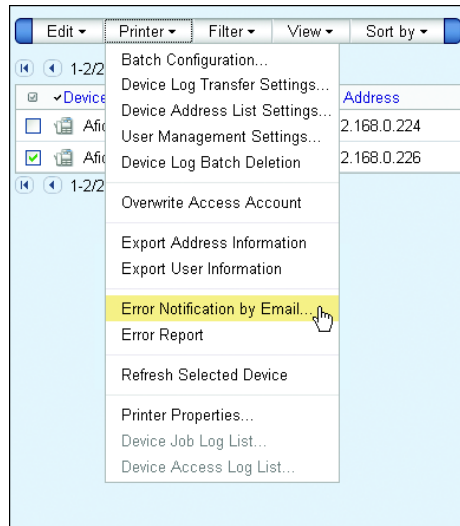 Edit Printer Filter View Sort by
1-2/2
Batch Configuration...
Device Log Transfer Settings...
Device Address
Device Address List Settings...
Afic 2.168.0.224
User Management Settings...
Afic 2.168.0.226
Device Log Batch Deletion
1-2/2
Overwrite Access Account
Export Address Information
Export User Information
Error Notification by Email...
Error Report
Refresh Selected Device
Printer Properties...
Device Job Log List...
Device Access Log List...